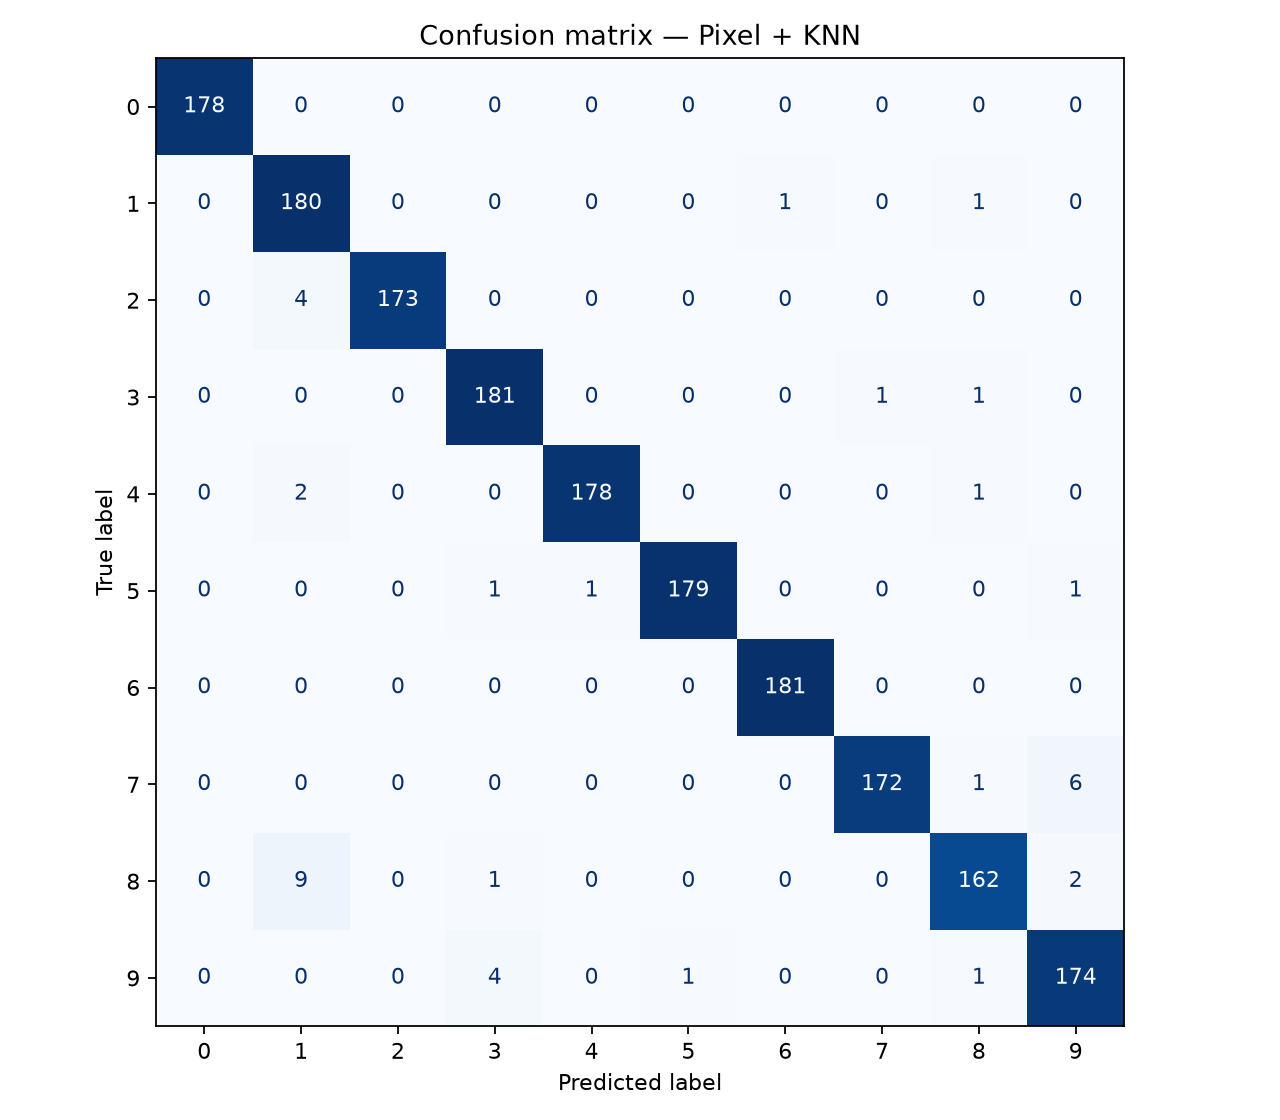 Confusion matrix — Pixel + KNN
0 178 0 0 0 0 0 0 0 0 0
1 0 180 0 0 0 0 1 0 1 0
2 0 4 173 0 0 0 0 0 0 0
3 0 0 0 181 0 0 0 1 1 0
True label
4 0 2 0 0 178 0 0 0 1 0
5 0 0 0 1 1 179 0 0 0 1
6 0 0 0 0 0 0 181 0 0 0
7 0 0 0 0 0 0 0 172 1 6
8 0 9 0 1 0 0 0 0 162 2
9 0 0 0 4 0 1 0 0 1 174
0 1 2 3 4 5 6 7 8 9
Predicted label